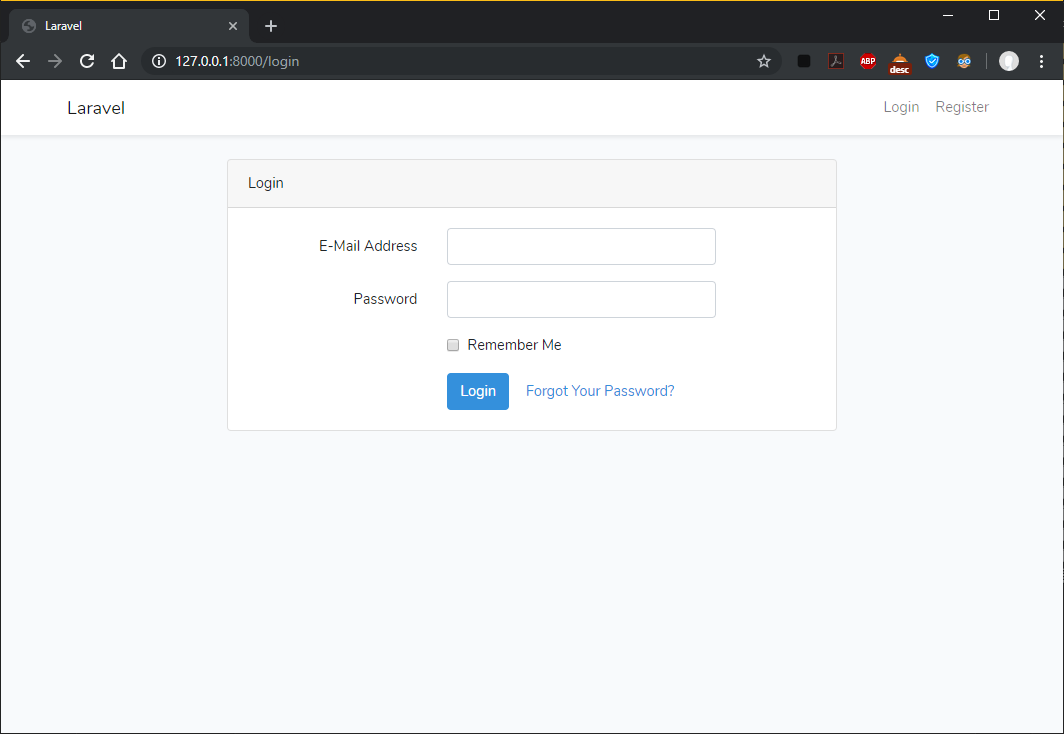 Laravel
127.0.0.1:8000/login
ABP
desc
Laravel Login Register
Login
E-Mail Address
Password
Remember Me
Login Forgot Your Password?